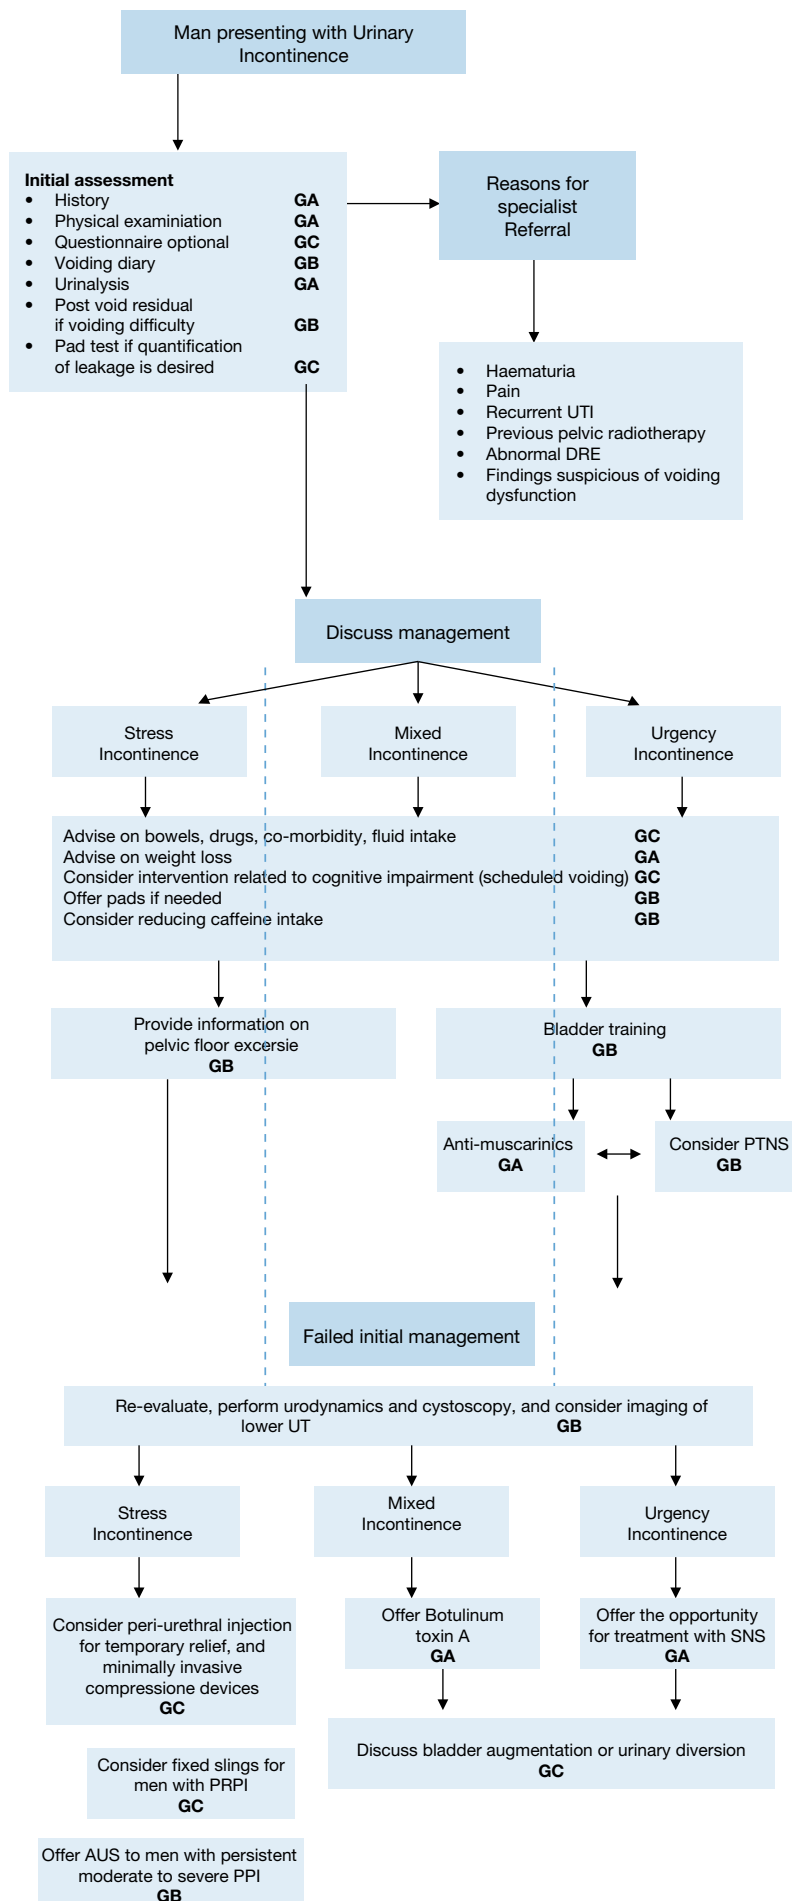 Man presenting with Urinary
Incontinence
Initial assessment
• History GA
• Physical examiniation GA
• Questionnaire optional GC
• Voiding diary GB
• Urinalysis GA
• Post void residual
if voiding difficulty GB
• Pad test if quantification
of leakage is desired GC
Reasons for
specialist
Referral
• Haematuria
• Pain
• Recurrent UTI
• Previous pelvic radiotherapy
• Abnormal DRE
• Findings suspicious of voiding
dysfunction
Discuss management
Stress
Incontinence
Mixed
Incontinence
Urgency
Incontinence
Advise on bowels, drugs, co-morbidity, fluid intake GC
Advise on weight loss GA
Consider intervention related to cognitive impairment (scheduled voiding) GC
Offer pads if needed GB
Consider reducing caffeine intake GB
Provide information on
pelvic floor excersie
GB
Bladder training
GB
Anti-muscarinics
GA
Consider PTNS
GB
Failed initial management
Re-evaluate, perform urodynamics and cystoscopy, and consider imaging of
lower UT GB
Stress
Incontinence
Mixed
Incontinence
Urgency
Incontinence
Consider peri-urethral injection
for temporary relief, and
minimally invasive
compressione devices
GC
Offer Botulinum
toxin A
GA
Offer the opportunity
for treatment with SNS
GA
Discuss bladder augmentation or urinary diversion
GC
Consider fixed slings for
men with PRPI
GC
Offer AUS to men with persistent
moderate to severe PPI
GB